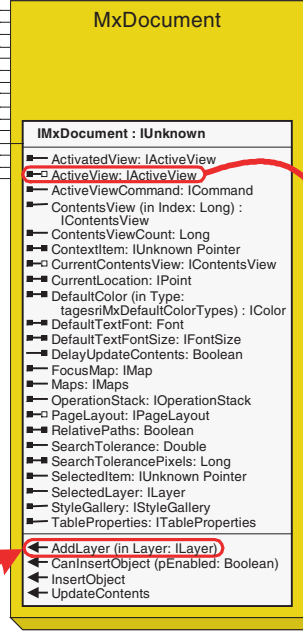 MxDocument
IMxDocument : IUnknown
ActivatedView: IActiveView
ActiveView: IActiveView
ActiveViewCommand: ICommand
ContentsView (in Index: Long) :
IContentsView
ContentsViewCount: Long
ContextItem: IUnknown Pointer
CurrentContentsView: IContentsView
CurrentLocation: IPoint
DefaultColor (in Type:
tagesriMxDefaultColorTypes) : IColor
DefaultTextFont: Font
DefaultTextFontSize: IFontSize
DelayUpdateContents: Boolean
FocusMap: IMap
Maps: IMaps
OperationStack: IOperationStack
PageLayout: IPageLayout
RelativePaths: Boolean
SearchTolerance: Double
SearchTolerancePixels: Long
SelectedItem: IUnknown Pointer
SelectedLayer: ILayer
StyleGallery: IStyleGallery
TableProperties: ITableProperties
AddLayer (in Layer: ILayer)
CanInsertObject (pEnabled: Boolean)
InsertObject
UpdateContents